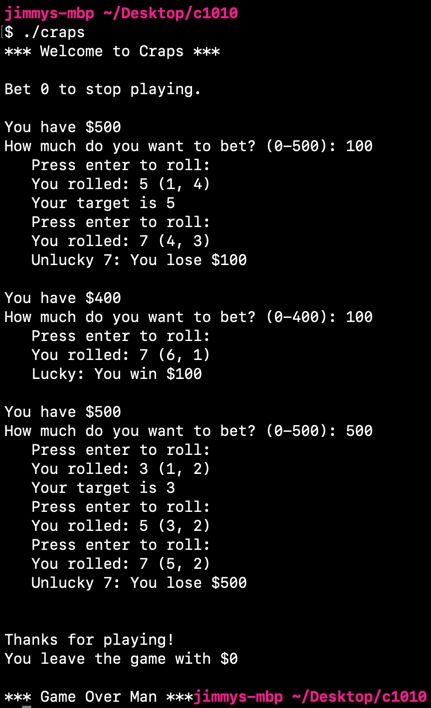 jimmys-mbp ~/Desktop/c1010
$ ./craps
*** Welcome to Craps ***

Bet 0 to stop playing.

You have $500
How much do you want to bet? (0-500): 100
   Press enter to roll:
   You rolled: 5 (1, 4)
   Your target is 5
   Press enter to roll:
   You rolled: 7 (4, 3)
   Unlucky 7: You lose $100

You have $400
How much do you want to bet? (0-400): 100
   Press enter to roll:
   You rolled: 7 (6, 1)
   Lucky: You win $100

You have $500
How much do you want to bet? (0-500): 500
   Press enter to roll:
   You rolled: 3 (1, 2)
   Your target is 3
   Press enter to roll:
   You rolled: 5 (3, 2)
   Press enter to roll:
   You rolled: 7 (5, 2)
   Unlucky 7: You lose $500


Thanks for playing!
You leave the game with $0

*** Game Over Man ***jimmys-mbp ~/Desktop/c1010